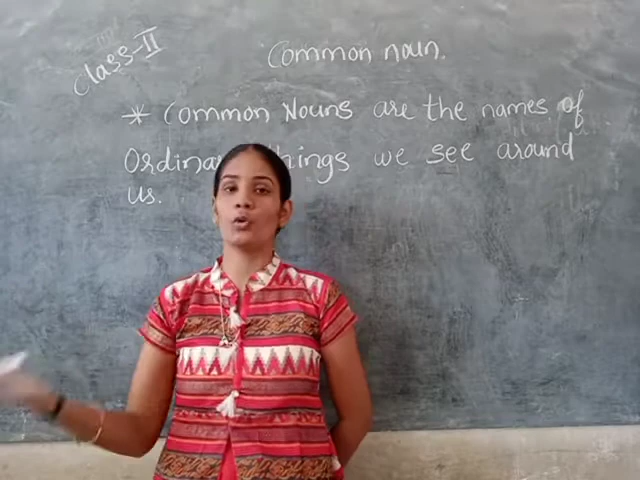 Class-II
Common noun.
* Common Nouns are the names of
things we see around
us.